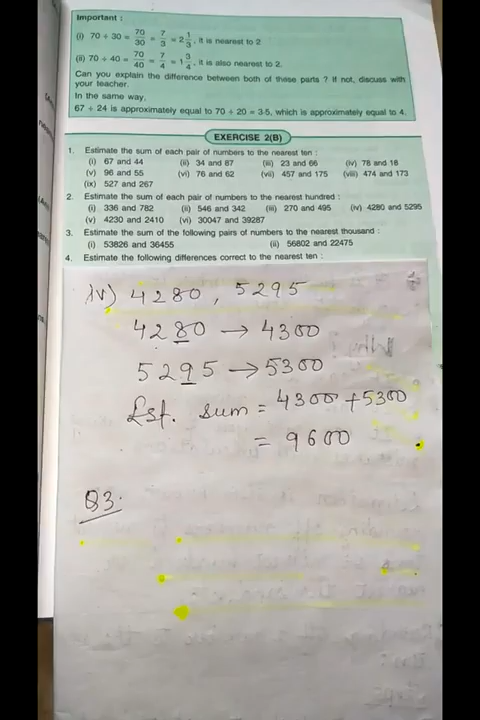 Important :
(i) 70 ÷ 30 = 70/30 = 7/3 = 2 1/3, it is nearest to 2
(ii) 70 ÷ 40 = 70/40 = 7/4 = 1 3/4, it is also nearest to 2.
Can you explain the difference between both of these parts ? If not, discuss with
your teacher.
In the same way,
67 ÷ 24 is approximately equal to 70 ÷ 20 = 3·5, which is approximately equal to 4.
EXERCISE 2(B)
1. Estimate the sum of each pair of numbers to the nearest ten :
(i) 67 and 44 (ii) 34 and 87 (iii) 23 and 66 (iv) 78 and 18
(v) 96 and 55 (vi) 76 and 62 (vii) 457 and 175 (viii) 474 and 173
(ix) 527 and 267
2. Estimate the sum of each pair of numbers to the nearest hundred :
(i) 336 and 782 (ii) 546 and 342 (iii) 270 and 495 (iv) 4280 and 5295
(v) 4230 and 2410 (vi) 30047 and 39287
3. Estimate the sum of the following pairs of numbers to the nearest thousand :
(i) 53826 and 36455 (ii) 56802 and 22475
4. Estimate the following differences correct to the nearest ten :
iv) 4280, 5295
4280 → 4300
5295 → 5300
Est. sum = 4300 + 5300
= 9600
Q3.